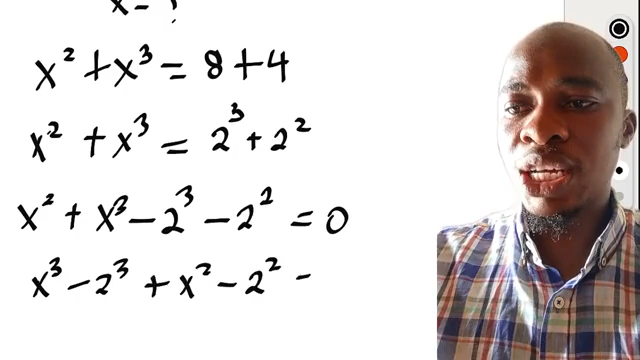 x = ?
x² + x³ = 8 + 4
x² + x³ = 2³ + 2²
x² + x³ - 2³ - 2² = 0
x³ - 2³ + x² - 2² -